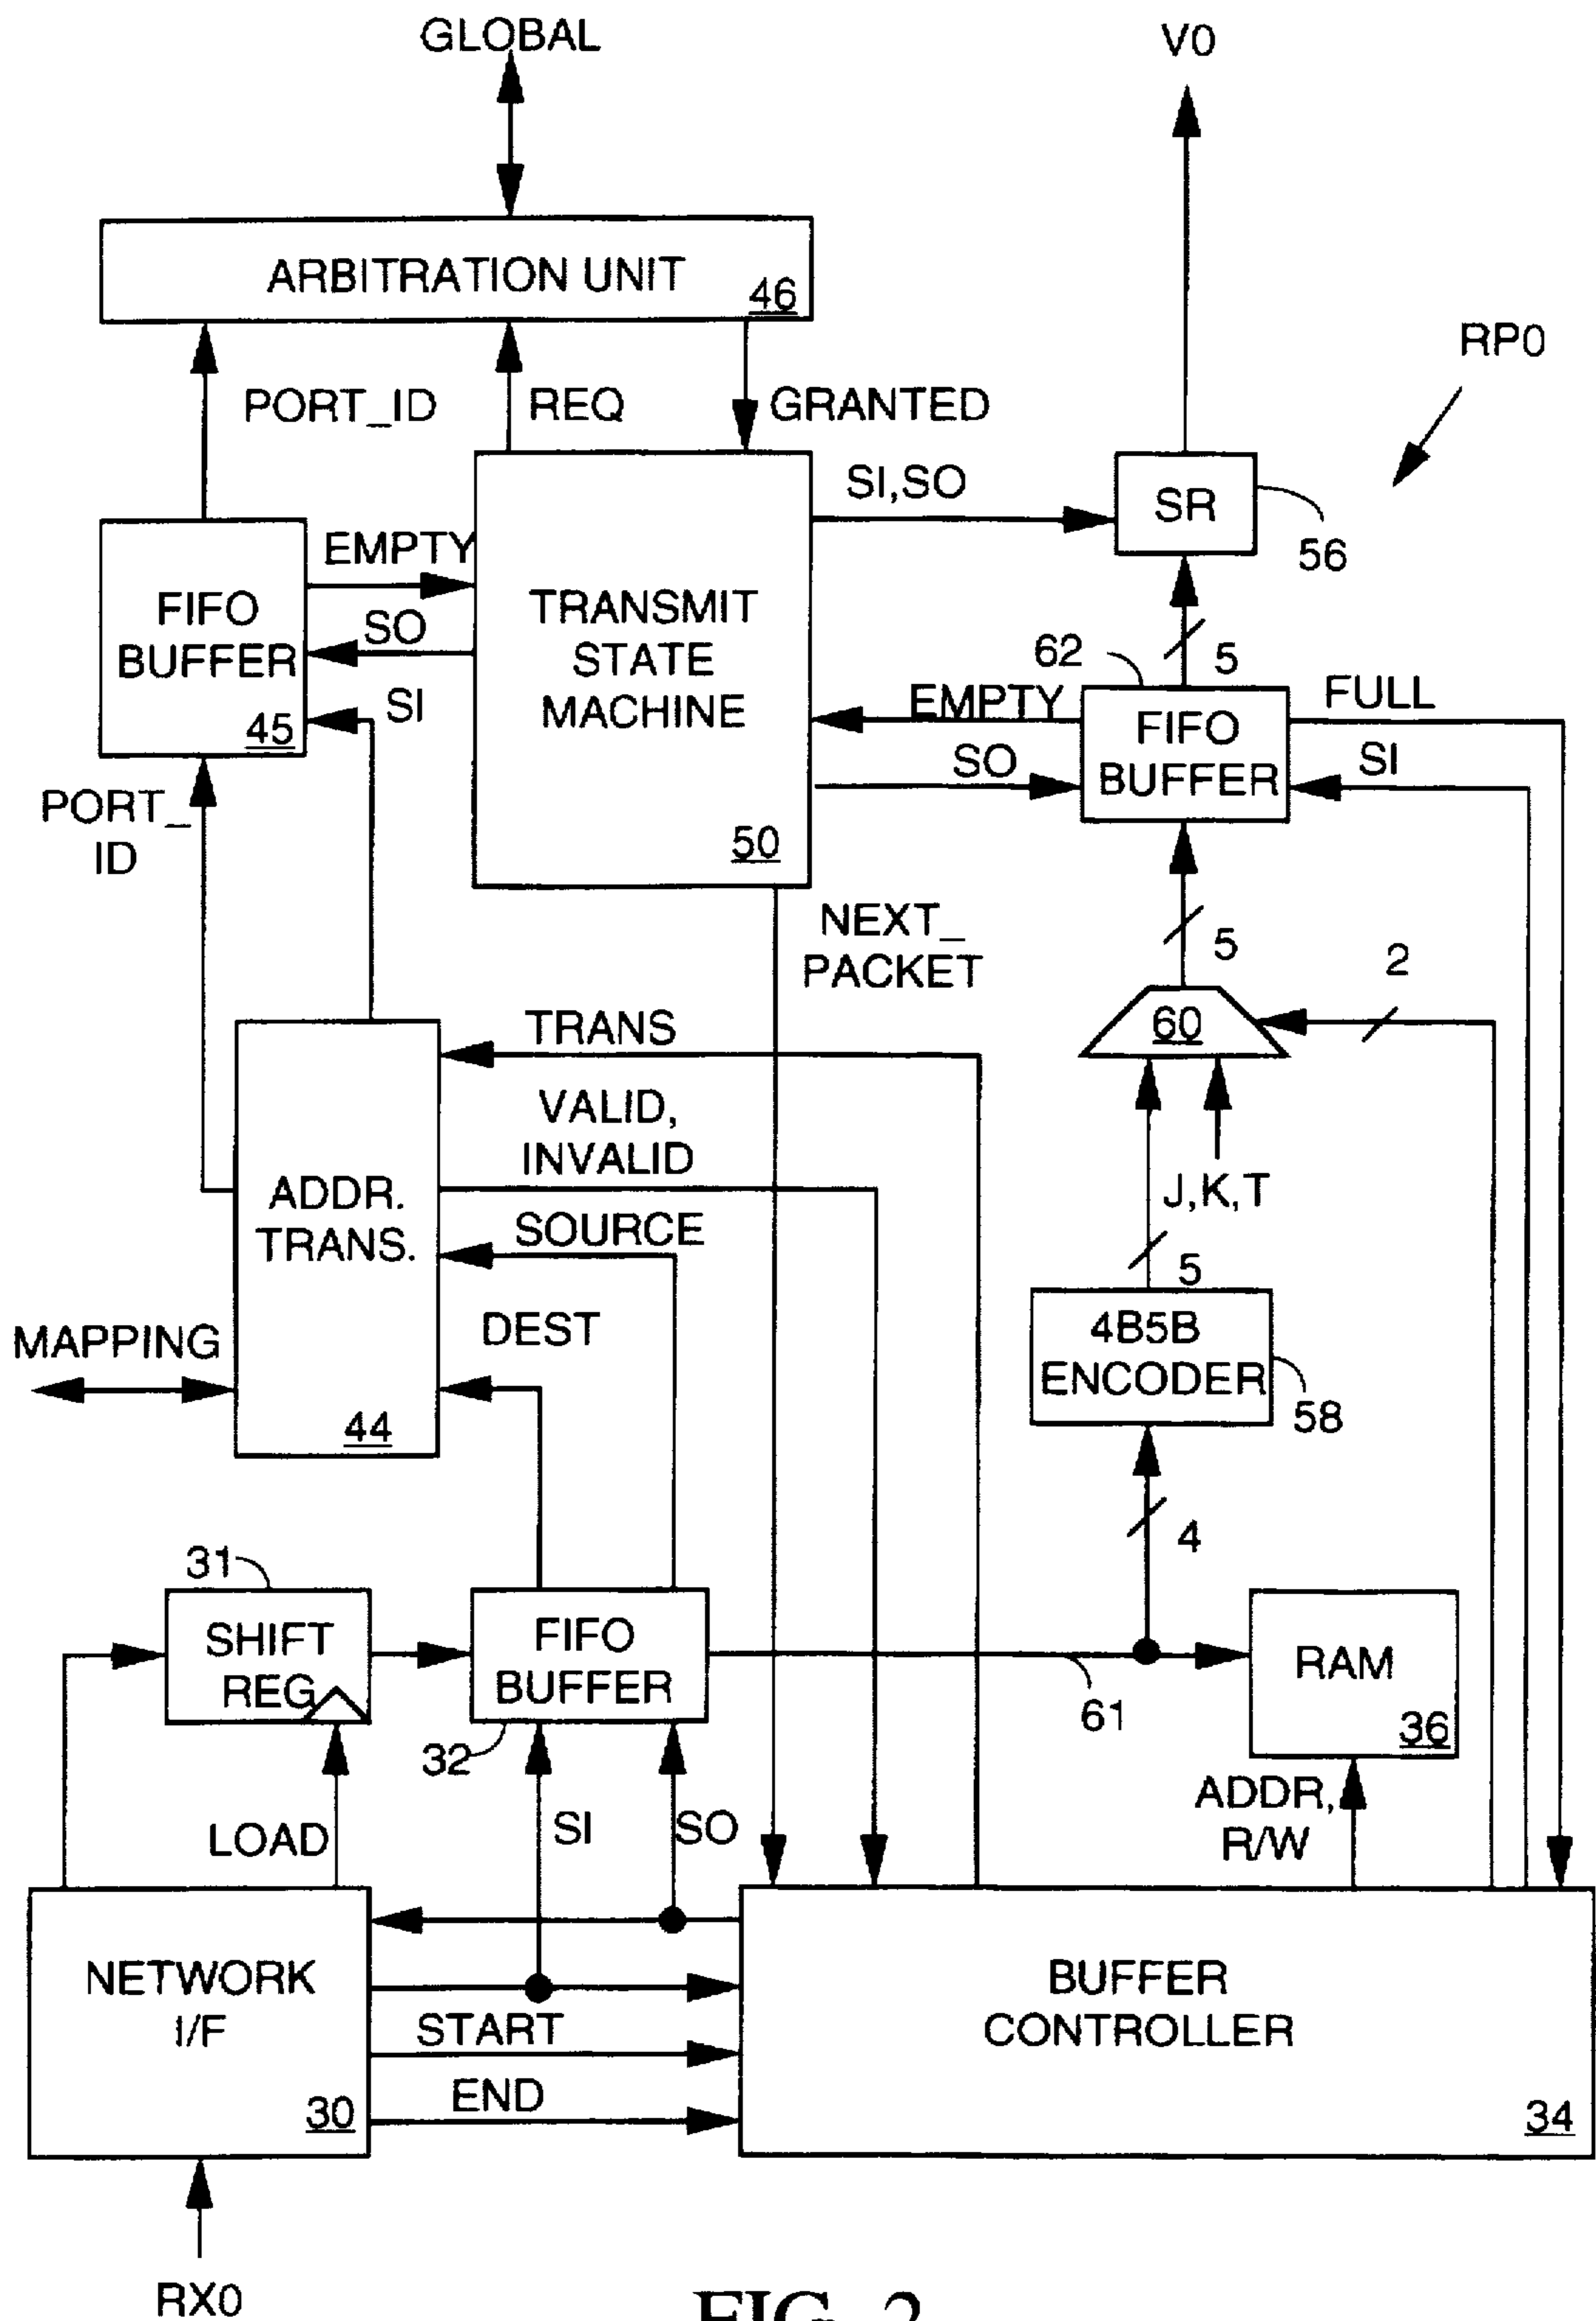 GLOBAL
V0
ARBITRATION UNIT
46
RP0
PORT_ID
REQ
GRANTED
SI,SO
SR
56
EMPTY
FIFO
BUFFER
45
SO
SI
TRANSMIT
STATE
MACHINE
50
62
5
EMPTY
FULL
FIFO
BUFFER
SO
SI
PORT_
ID
NEXT_
PACKET
5
2
60
TRANS
VALID,
INVALID
J,K,T
ADDR.
TRANS.
44
SOURCE
5
4B5B
ENCODER
58
DEST
MAPPING
4
31
SHIFT
REG
FIFO
BUFFER
32
61
RAM
36
ADDR,
R/W
LOAD
SI
SO
NETWORK
I/F
30
START
END
BUFFER
CONTROLLER
34
RX0
FIG. 2